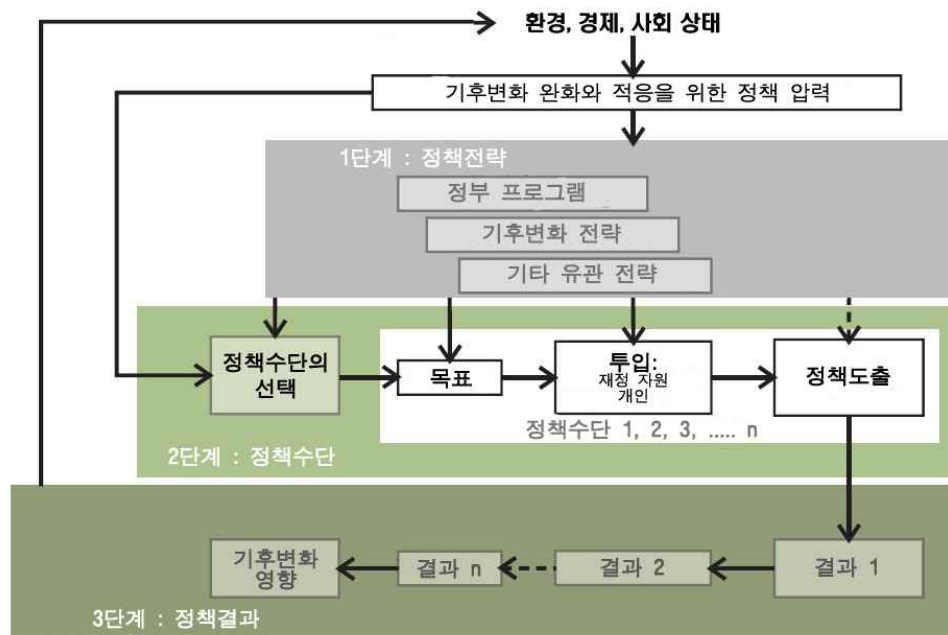 환경, 경제, 사회 상태
기후변화 완화와 적응을 위한 정책 압력
1단계 : 정책전략
정부 프로그램
기후변화 전략
기타 유관 전략
정책수단의
선택
목표
투입:
재정 자원
개인
정책도출
정책수단 1, 2, 3, ..... n
2단계 : 정책수단
기후변화
영향
결과 n
결과 2
결과 1
3단계 : 정책결과